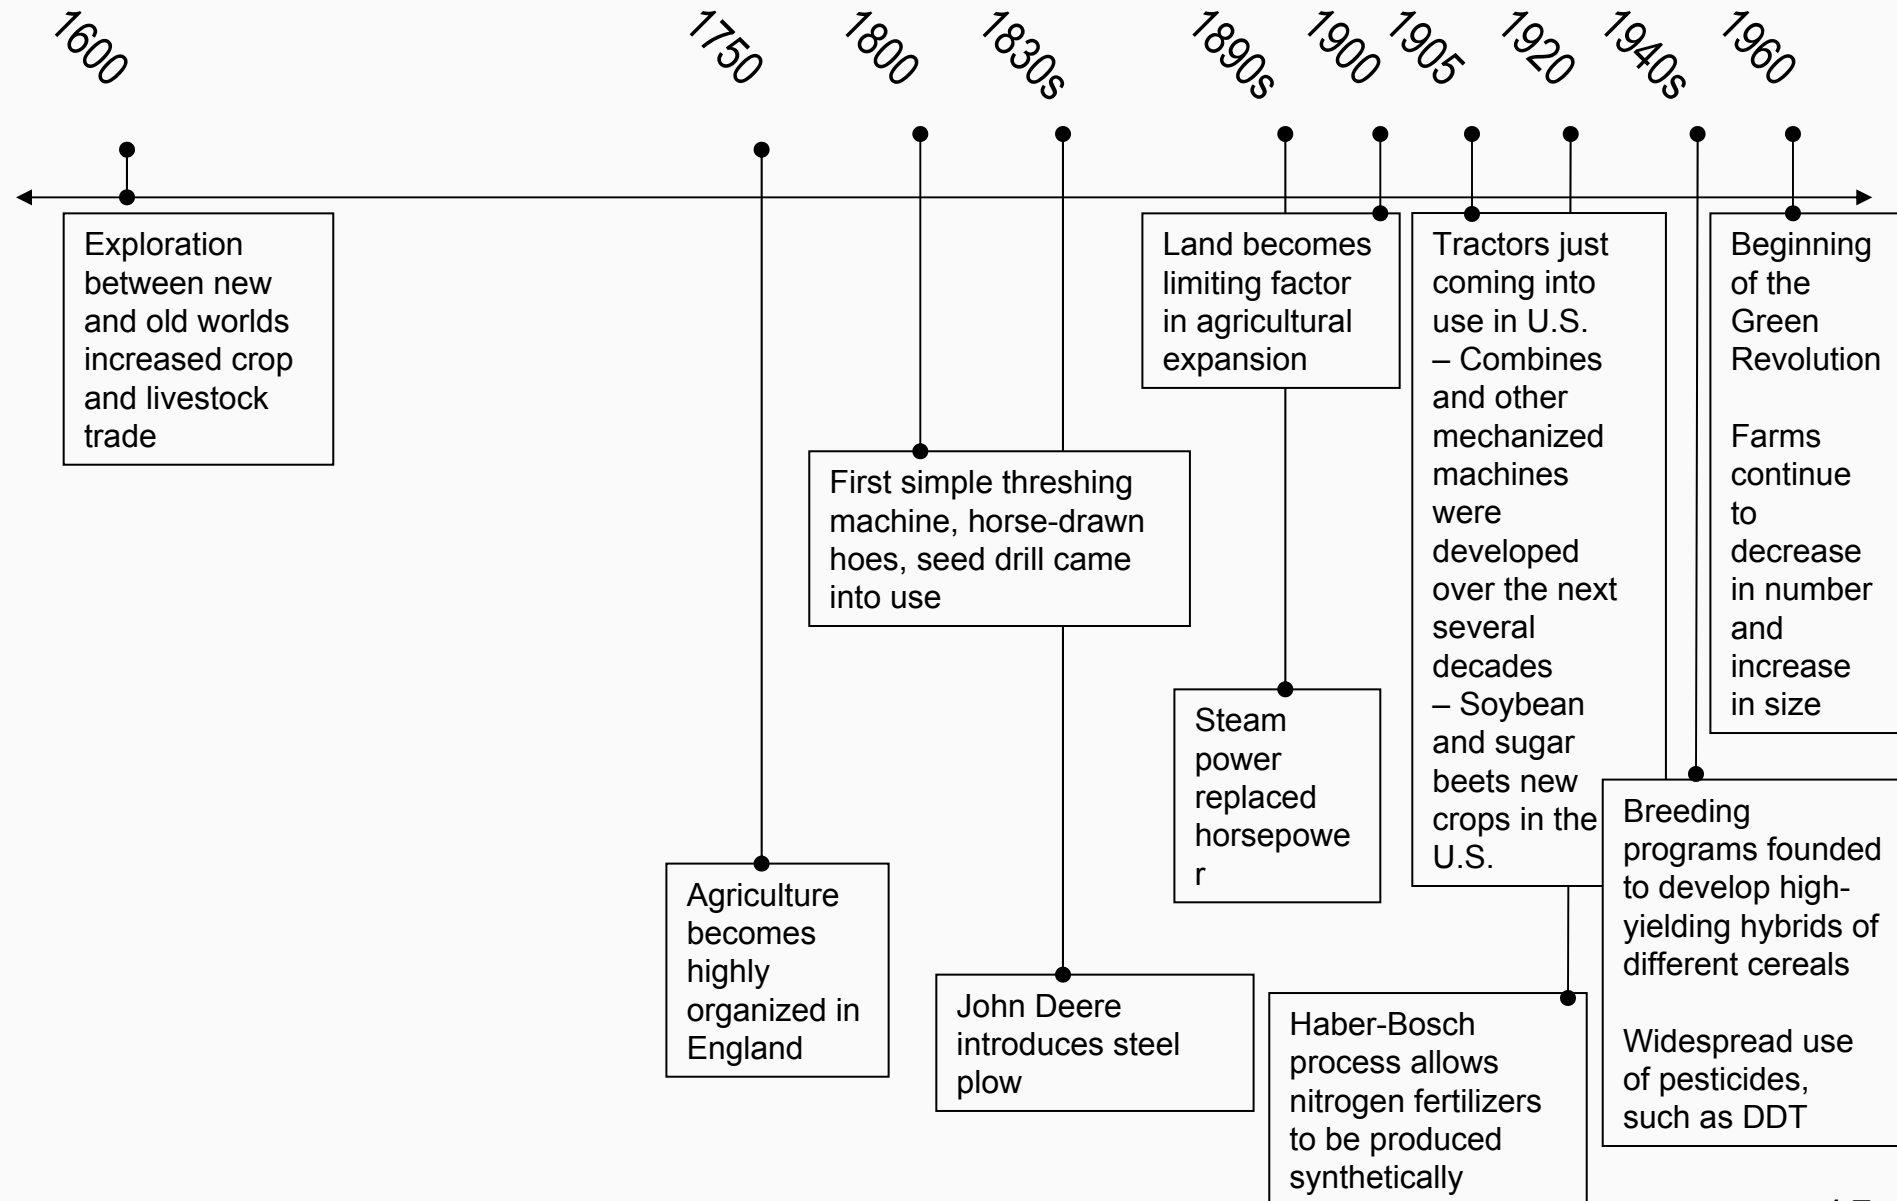 1600
1750
1800
1830s
1890s
1900
1905
1920
1940s
1960
Exploration
between new
and old worlds
increased crop
and livestock
trade
Agriculture
becomes
highly
organized in
England
First simple threshing
machine, horse-drawn
hoes, seed drill came
into use
John Deere
introduces steel
plow
Steam
power
replaced
horsepowe
r
Land becomes
limiting factor
in agricultural
expansion
Tractors just
coming into
use in U.S.
– Combines
and other
mechanized
machines
were
developed
over the next
several
decades
– Soybean
and sugar
beets new
crops in the
U.S.
Haber-Bosch
process allows
nitrogen fertilizers
to be produced
synthetically
Breeding
programs founded
to develop high-
yielding hybrids of
different cereals
Widespread use
of pesticides,
such as DDT
Beginning
of the
Green
Revolution
Farms
continue
to
decrease
in number
and
increase
in size